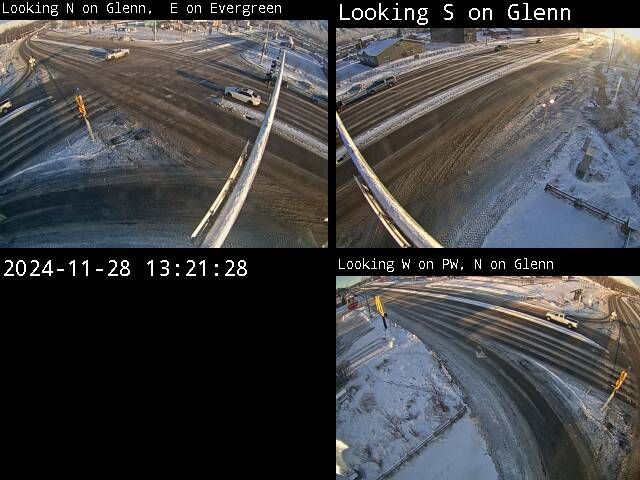 Looking N on Glenn,  E on Evergreen
Looking S on Glenn
2024-11-28 13:21:28
Looking W on PW, N on Glenn